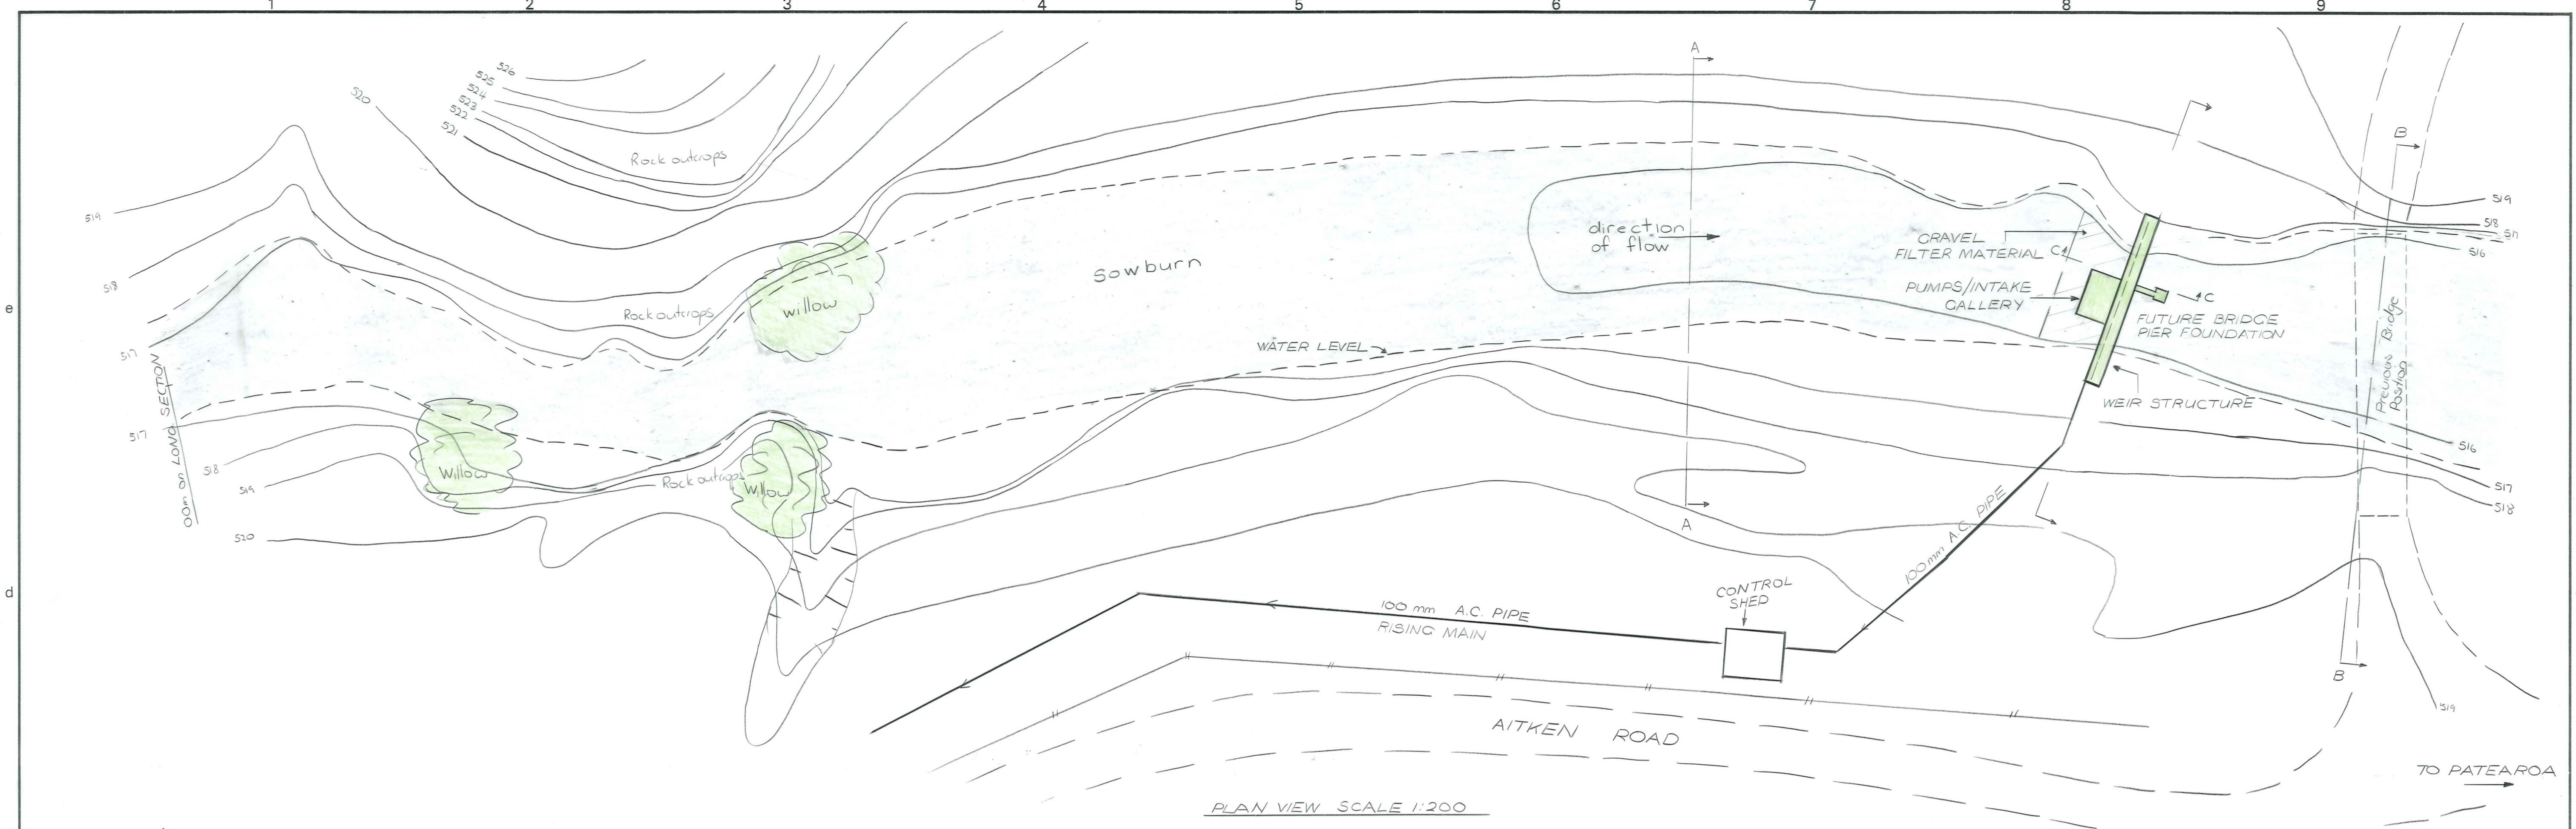 1 2 3 4 5 6 7 8 9
e
d
526
525
524
523
522
521
520
519
518
517
Rock outcrops
Rock outcrops
Rock outcrops
willow
Willow
Willow
00m on LONG SECTION
517
518
519
520
Sowburn
direction
of flow
WATER LEVEL
A
A
GRAVEL
FILTER MATERIAL
C
PUMPS/INTAKE
GALLERY
C
FUTURE BRIDGE
PIER FOUNDATION
WEIR STRUCTURE
B
Previous Bridge
Position
519
518
517
516
516
517
518
B
519
100mm A.C. PIPE
CONTROL
SHED
100 mm A.C. PIPE
RISING MAIN
AITKEN ROAD
TO PATEAROA
PLAN VIEW SCALE 1:200